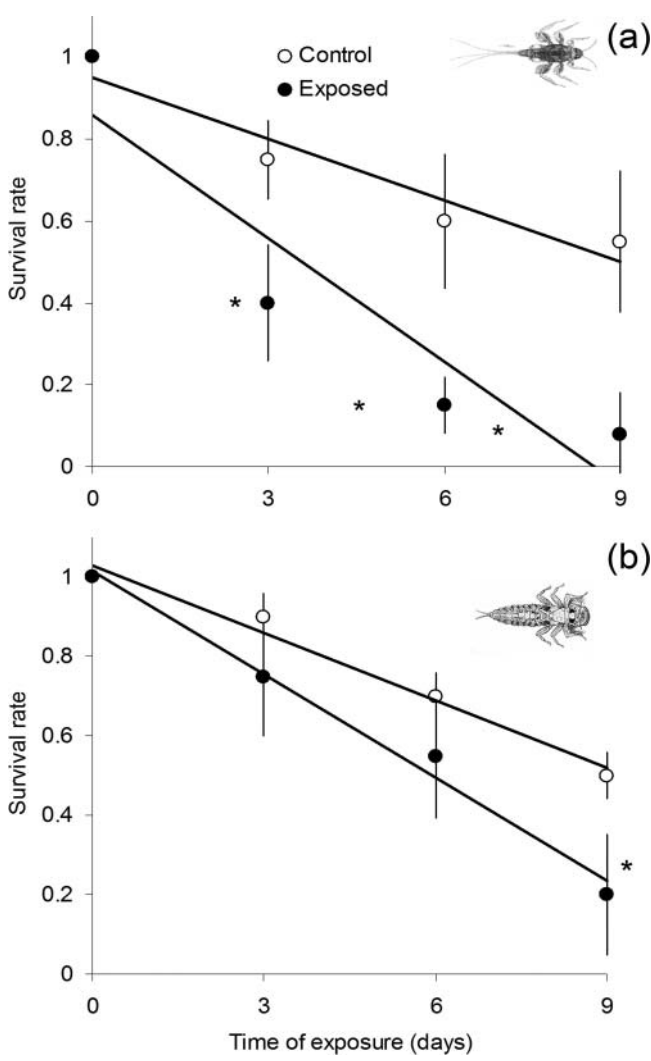 (a)
Control
Exposed
1
0.8
0.6
0.4
0.2
0
Survival rate
*
*
*
0 3 6 9
(b)
1
0.8
0.6
0.4
0.2
0
Survival rate
*
0 3 6 9
Time of exposure (days)